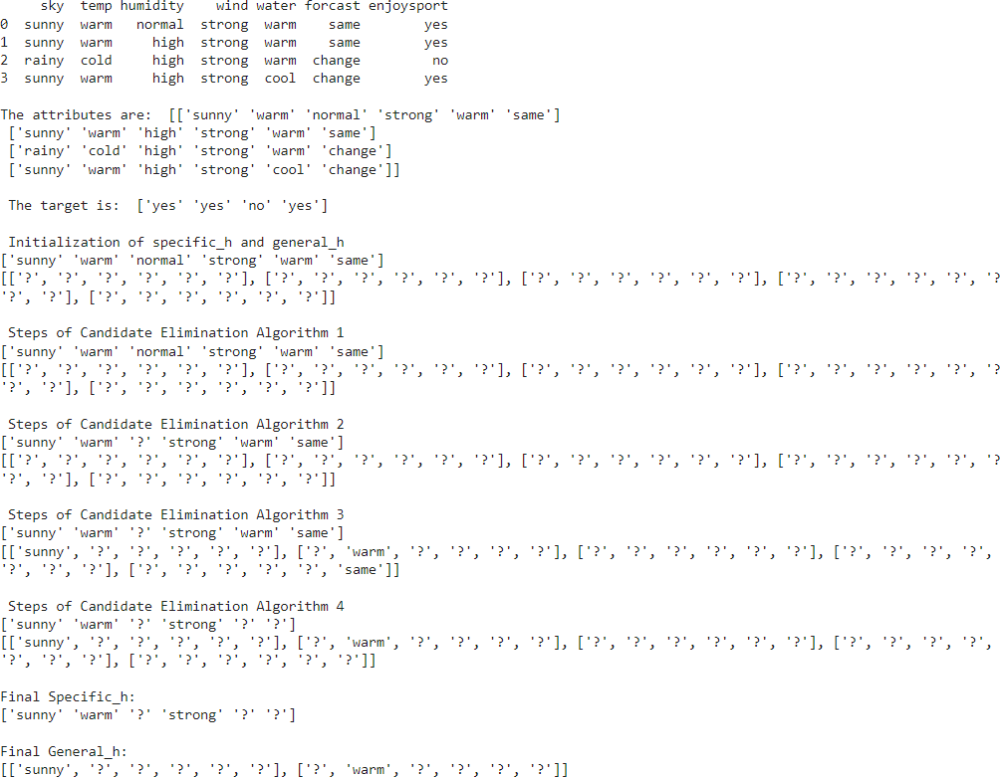 sky temp humidity wind water forcast enjoysport
0 sunny warm normal strong warm same yes
1 sunny warm high strong warm same yes
2 rainy cold high strong warm change no
3 sunny warm high strong cool change yes
The attributes are: [['sunny' 'warm' 'normal' 'strong' 'warm' 'same']
['sunny' 'warm' 'high' 'strong' 'warm' 'same']
['rainy' 'cold' 'high' 'strong' 'warm' 'change']
['sunny' 'warm' 'high' 'strong' 'cool' 'change']]
The target is: ['yes' 'yes' 'no' 'yes']
Initialization of specific_h and general_h
['sunny' 'warm' 'normal' 'strong' 'warm' 'same']
[['?', '?', '?', '?', '?', '?'], ['?', '?', '?', '?', '?', '?'], ['?', '?', '?', '?', '?', '?'], ['?', '?', '?', '?', '?', '?
'?', '?'], ['?', '?', '?', '?', '?', '?']]
Steps of Candidate Elimination Algorithm 1
['sunny' 'warm' 'normal' 'strong' 'warm' 'same']
[['?', '?', '?', '?', '?', '?'], ['?', '?', '?', '?', '?', '?'], ['?', '?', '?', '?', '?', '?'], ['?', '?', '?', '?', '?', '?
'?', '?'], ['?', '?', '?', '?', '?', '?']]
Steps of Candidate Elimination Algorithm 2
['sunny' 'warm' '?' 'strong' 'warm' 'same']
[['?', '?', '?', '?', '?', '?'], ['?', '?', '?', '?', '?', '?'], ['?', '?', '?', '?', '?', '?'], ['?', '?', '?', '?', '?', '?
'?', '?'], ['?', '?', '?', '?', '?', '?']]
Steps of Candidate Elimination Algorithm 3
['sunny' 'warm' '?' 'strong' 'warm' 'same']
[['sunny', '?', '?', '?', '?', '?'], ['?', 'warm', '?', '?', '?', '?'], ['?', '?', '?', '?', '?', '?'], ['?', '?', '?', '?',
'?', '?', '?'], ['?', '?', '?', '?', '?', 'same']]
Steps of Candidate Elimination Algorithm 4
['sunny' 'warm' '?' 'strong' '?' '?']
[['sunny', '?', '?', '?', '?', '?'], ['?', 'warm', '?', '?', '?', '?'], ['?', '?', '?', '?', '?', '?'], ['?', '?', '?', '?',
'?', '?', '?'], ['?', '?', '?', '?', '?', '?']]
Final Specific_h:
['sunny' 'warm' '?' 'strong' '?' '?']
Final General_h:
[['sunny', '?', '?', '?', '?', '?'], ['?', 'warm', '?', '?', '?', '?']]